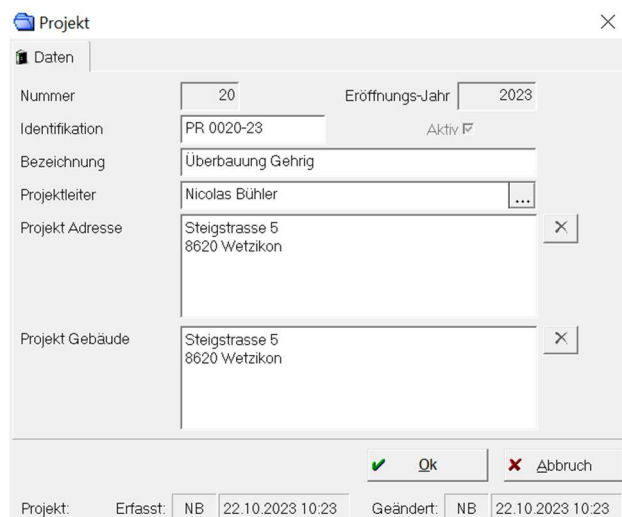 Projekt
Daten
Nummer 20 Eröffnungs-Jahr 2023
Identifikation PR 0020-23 Aktiv
Bezeichnung Überbauung Gehrig
Projektleiter Nicolas Bühler ...
Projekt Adresse Steigstrasse 5
8620 Wetzikon
Projekt Gebäude Steigstrasse 5
8620 Wetzikon
Ok Abbruch
Projekt: Erfasst: NB 22.10.2023 10:23 Geändert: NB 22.10.2023 10:23